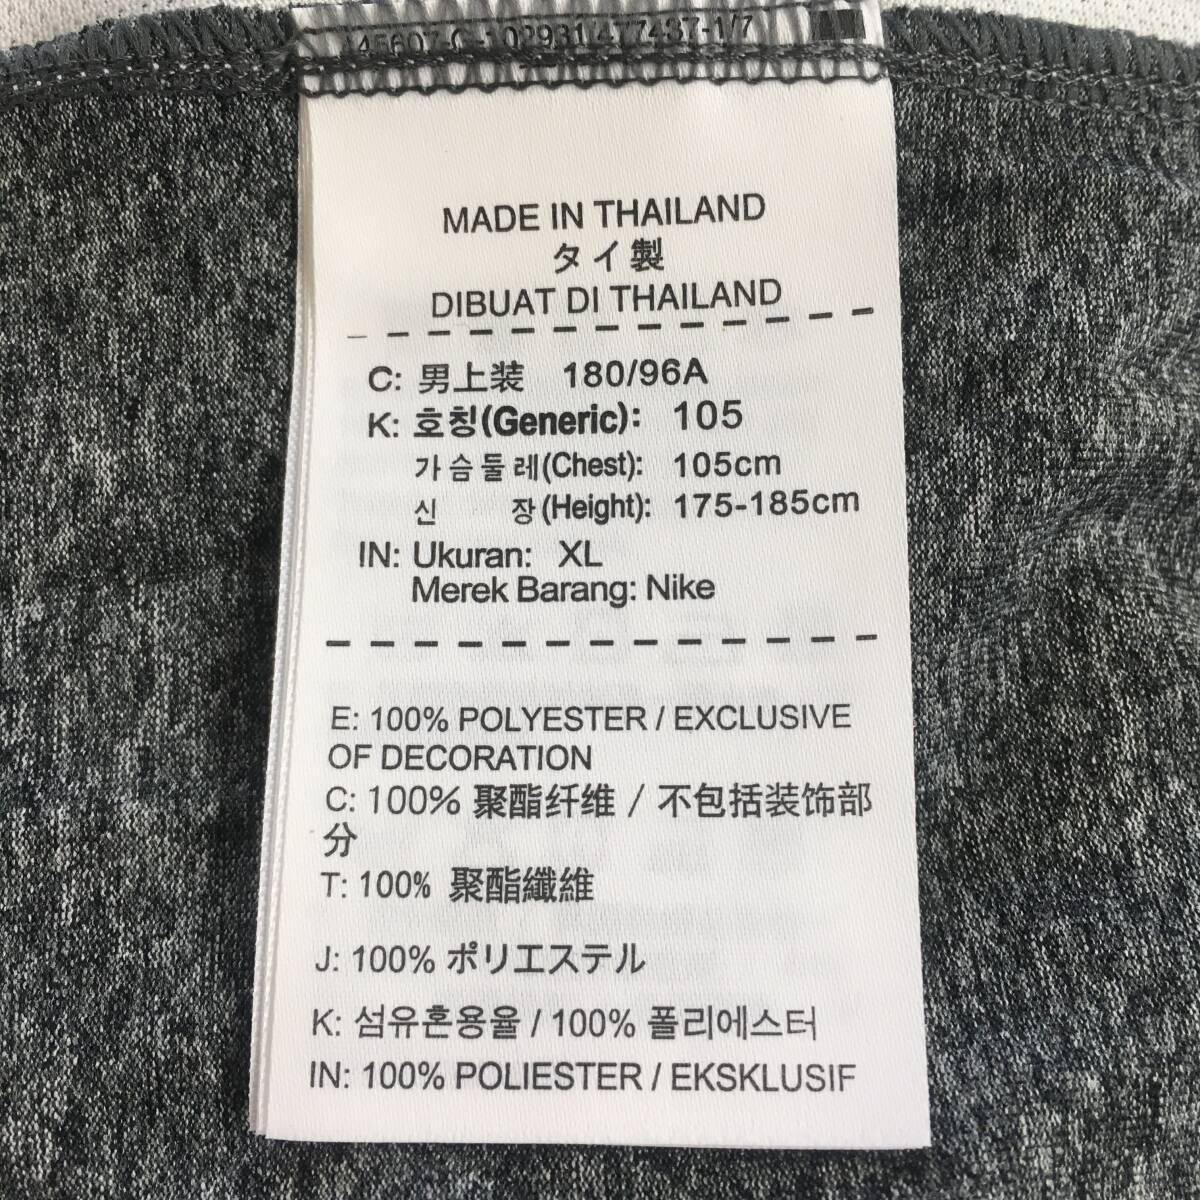 MADE IN THAILAND
タイ製
DIBUAT DI THAILAND
C: 男上装 180/96A
K: 호칭(Generic): 105
가슴둘레(Chest): 105cm
신 장(Height): 175-185cm
IN: Ukuran: XL
Merek Barang: Nike
E: 100% POLYESTER / EXCLUSIVE
OF DECORATION
C: 100% 聚酯纤维 / 不包括装饰部
分
T: 100% 聚酯纖維
J: 100% ポリエステル
K: 섬유혼용율 / 100% 폴리에스터
IN: 100% POLIESTER / EKSKLUSIF